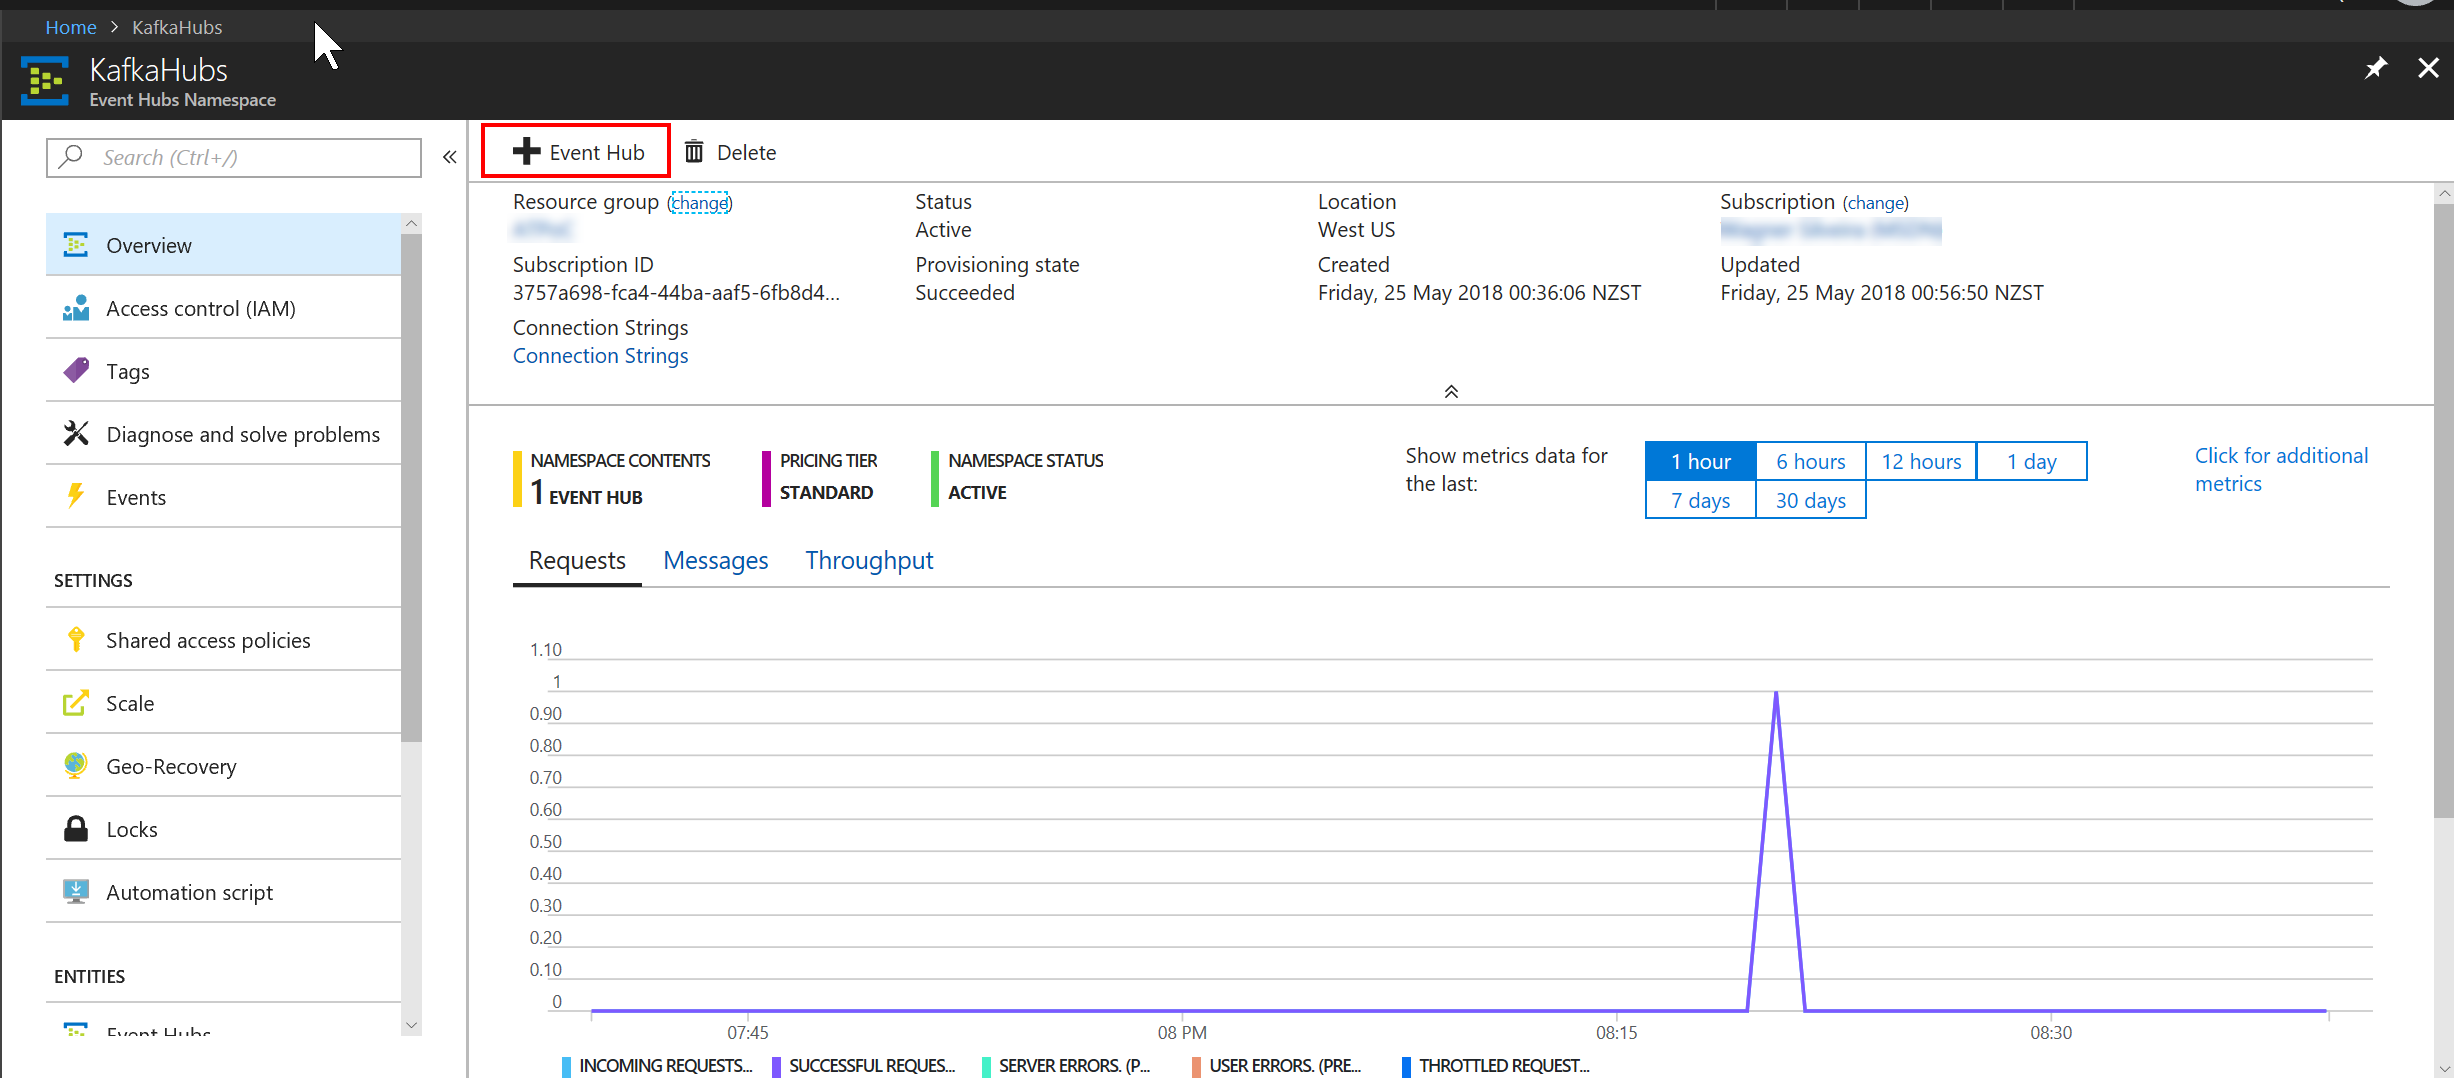 Home > KafkaHubs
KafkaHubs
Event Hubs Namespace
Search (Ctrl+/)
«
Event Hub
Delete
Overview
Access control (IAM)
Tags
Diagnose and solve problems
Events
SETTINGS
Shared access policies
Scale
Geo-Recovery
Locks
Automation script
ENTITIES
Event Hubs
Resource group (change)
Status
Active
Location
West US
Subscription (change)
Subscription ID
3757a698-fca4-44ba-aaf5-6fb8d4...
Provisioning state
Succeeded
Created
Friday, 25 May 2018 00:36:06 NZST
Updated
Friday, 25 May 2018 00:56:50 NZST
Connection Strings
Connection Strings
NAMESPACE CONTENTS
1 EVENT HUB
PRICING TIER
STANDARD
NAMESPACE STATUS
ACTIVE
Show metrics data for
the last:
1 hour
6 hours
12 hours
1 day
7 days
30 days
Click for additional
metrics
Requests
Messages
Throughput
1.10
1
0.90
0.80
0.70
0.60
0.50
0.40
0.30
0.20
0.10
0
07:45
08 PM
08:15
08:30
INCOMING REQUESTS...
SUCCESSFUL REQUES...
SERVER ERRORS. (P...
USER ERRORS. (PRE...
THROTTLED REQUEST...